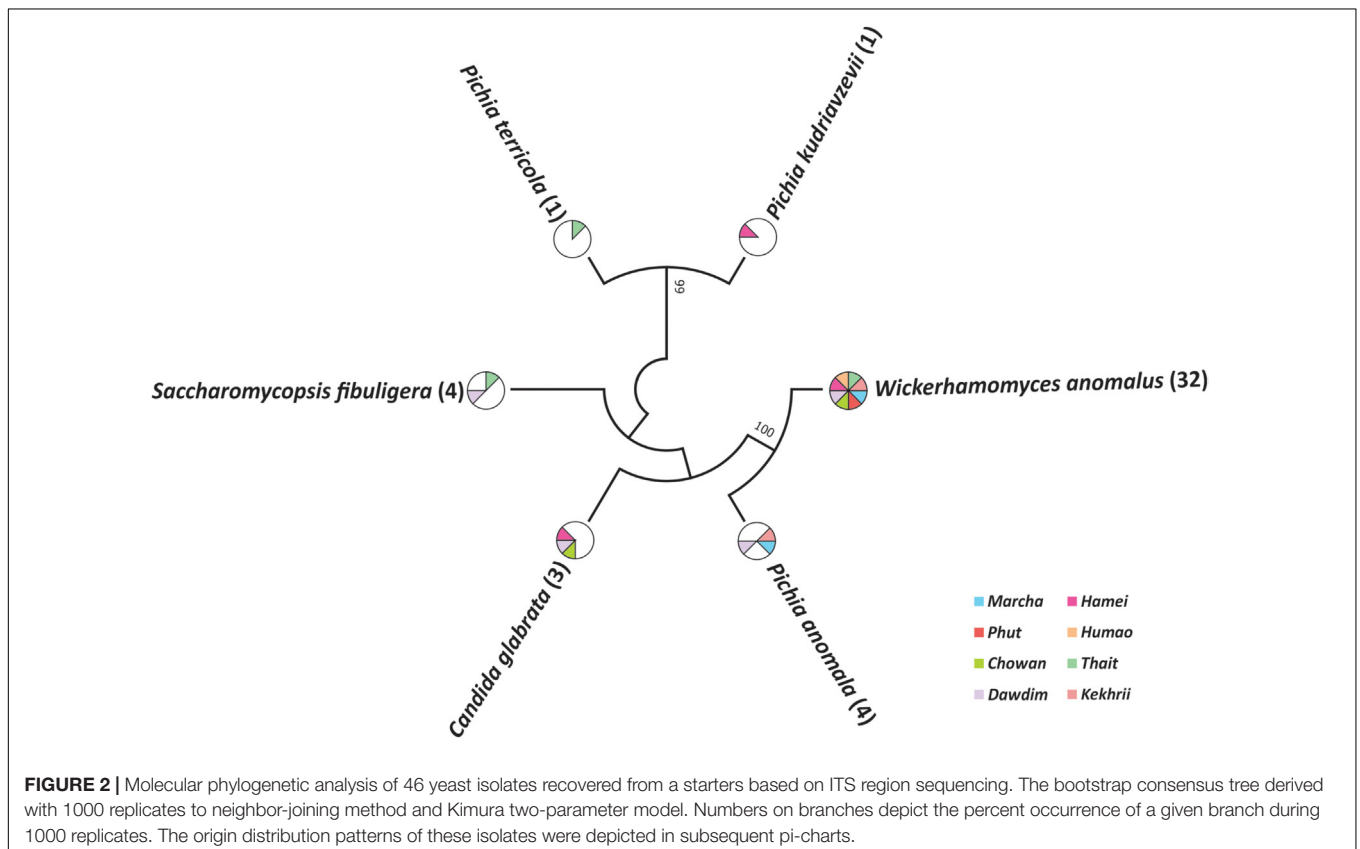 Pichia terricola (1)
Pichia kudriavzevii (1)
66
Saccharomycopsis fibuligera (4)
Wickerhamomyces anomalus (32)
100
Candida glabrata (3)
Pichia anomala (4)
Marcha
Hamei
Phut
Humao
Chowan
Thait
Dawdim
Kekhrii
FIGURE 2 | Molecular phylogenetic analysis of 46 yeast isolates recovered from a starters based on ITS region sequencing. The bootstrap consensus tree derived
with 1000 replicates to neighbor-joining method and Kimura two-parameter model. Numbers on branches depict the percent occurrence of a given branch during
1000 replicates. The origin distribution patterns of these isolates were depicted in subsequent pi-charts.